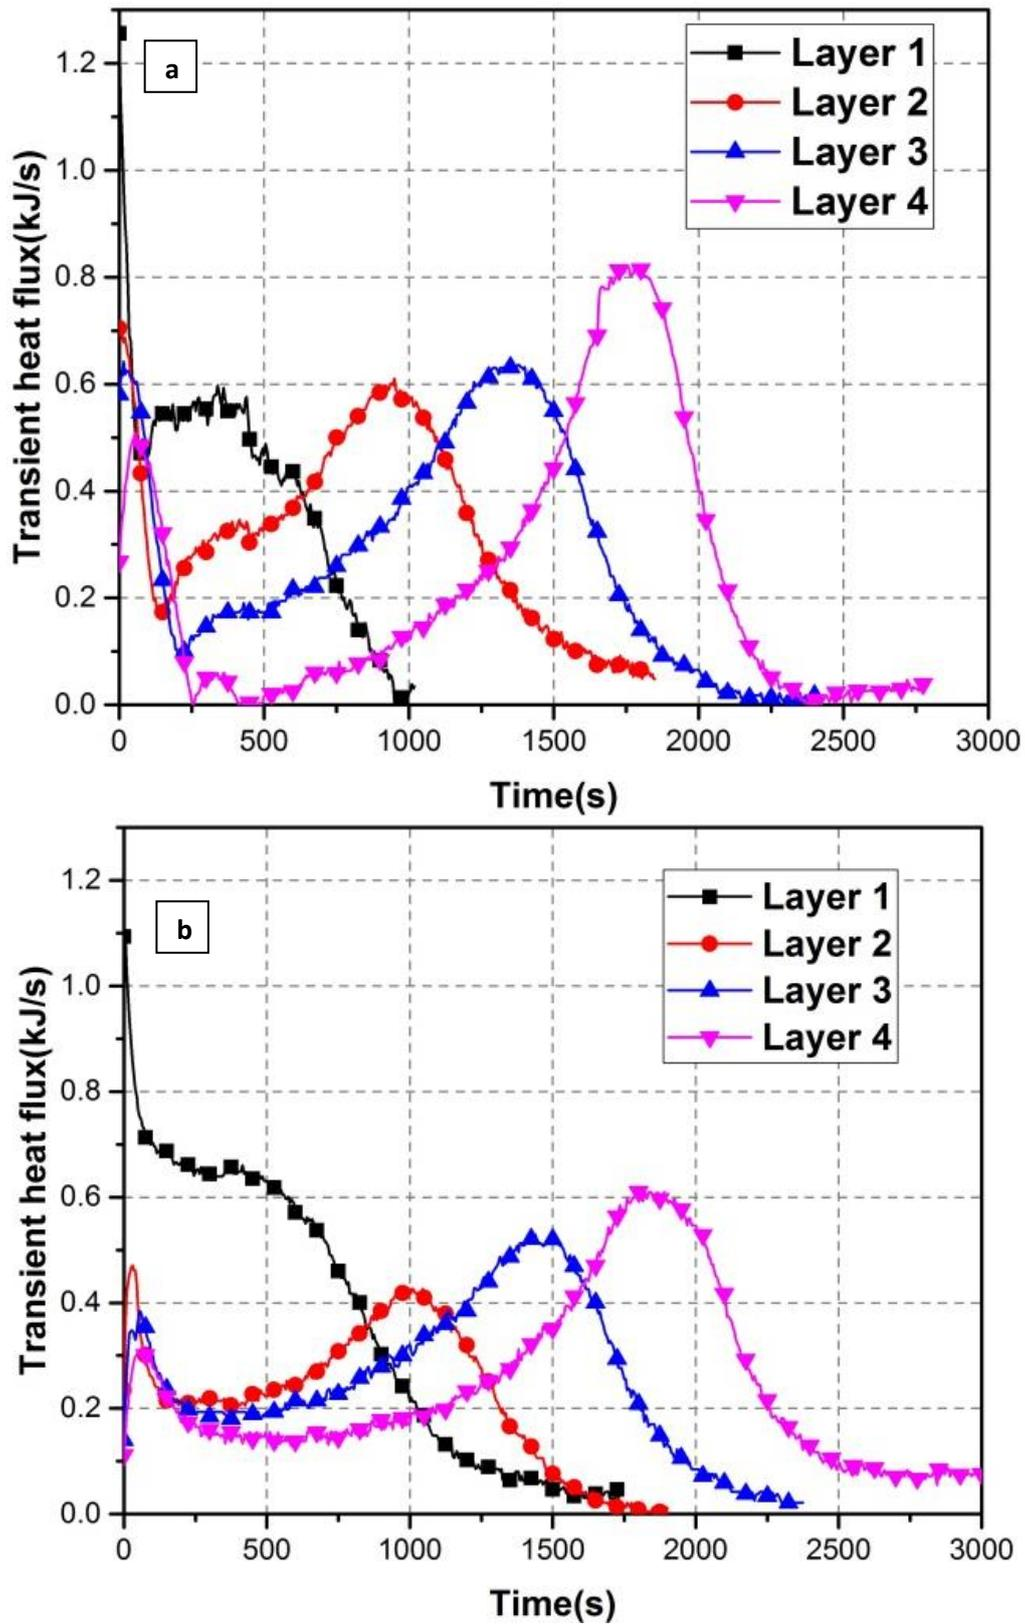 a
Layer 1
Layer 2
Layer 3
Layer 4
Transient heat flux(kJ/s)
1.2
1.0
0.8
0.6
0.4
0.2
0.0
0 500 1000 1500 2000 2500 3000
Time(s)
b
Layer 1
Layer 2
Layer 3
Layer 4
Transient heat flux(kJ/s)
1.2
1.0
0.8
0.6
0.4
0.2
0.0
0 500 1000 1500 2000 2500 3000
Time(s)